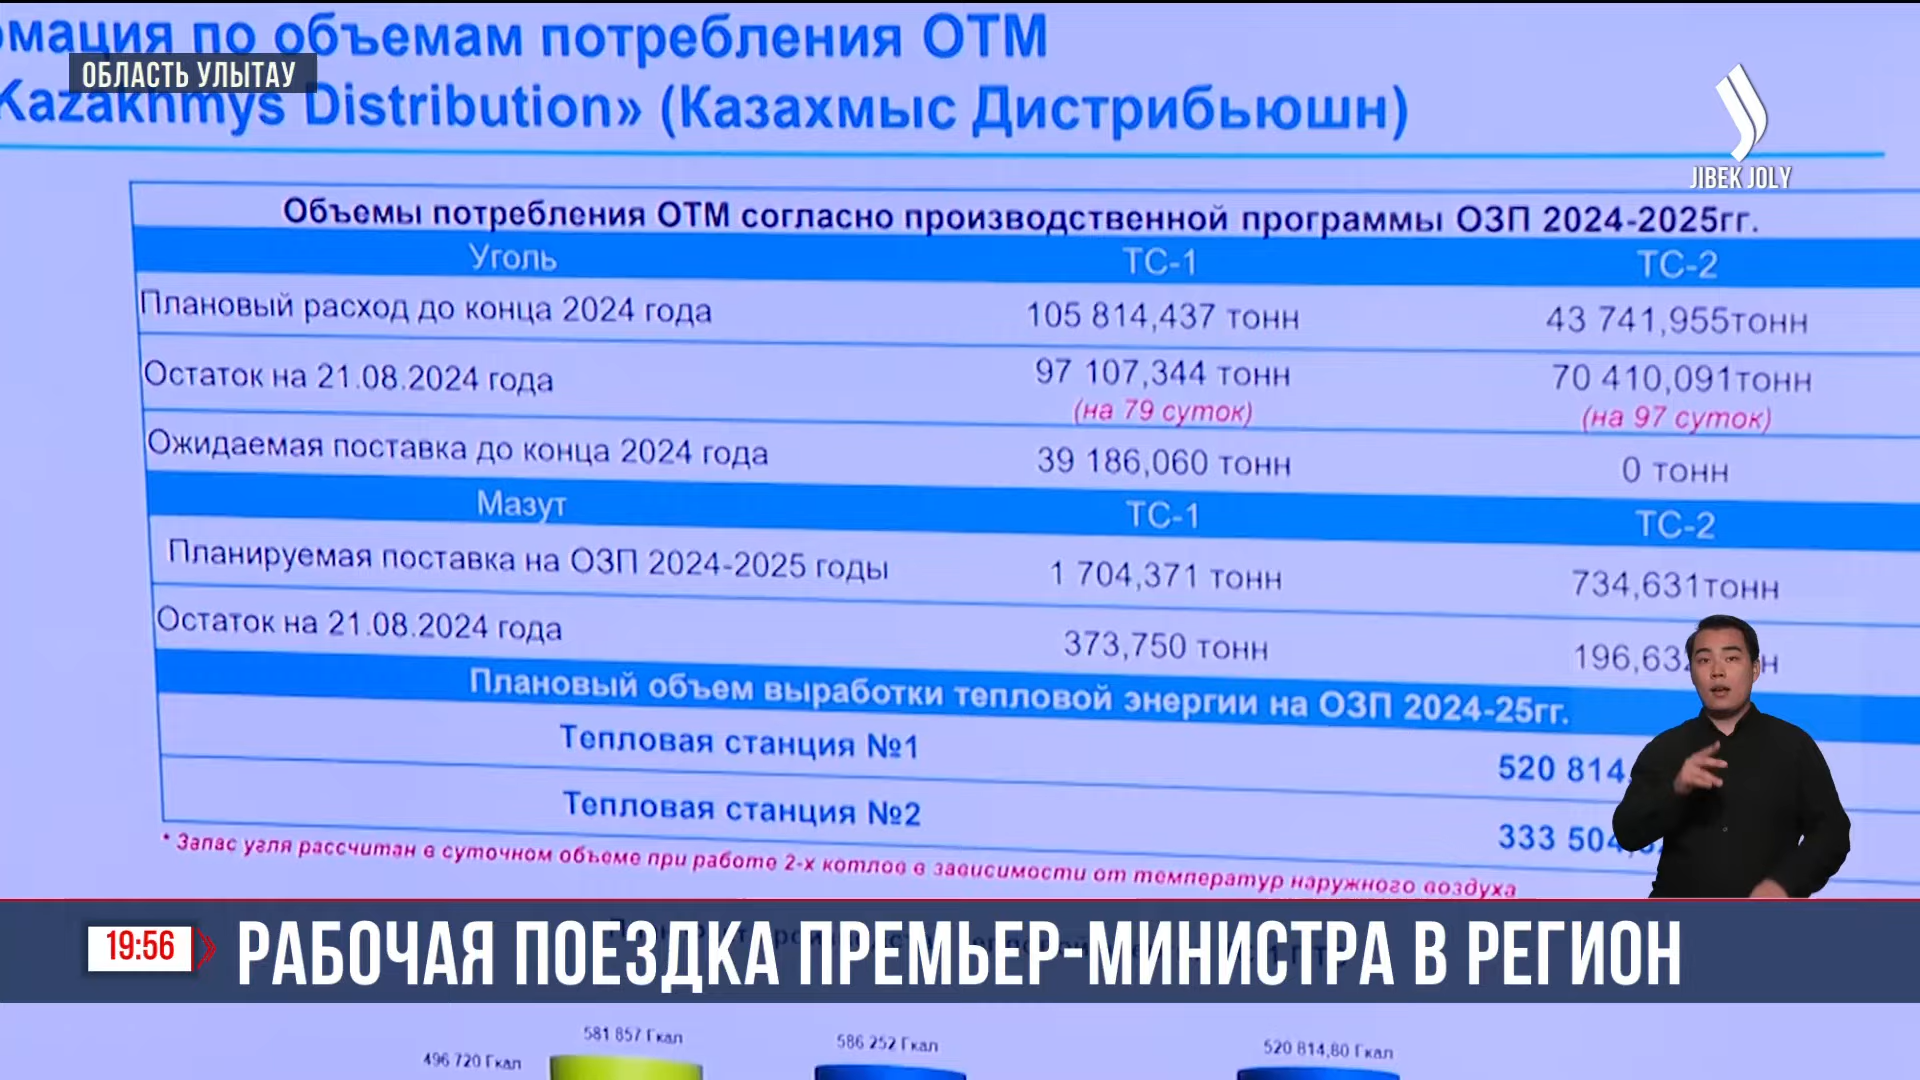 мация по объемам потребления ОТМ
ОБЛАСТЬ УЛЫТАУ
Kazakhmys Distribution» (Казахмыс Дистрибьюшн)
JIBEK JOLY
Объемы потребления ОТМ согласно производственной программы ОЗП 2024-2025гг.
Уголь ТС-1 ТС-2
Плановый расход до конца 2024 года 105 814,437 тонн 43 741,955тонн
Остаток на 21.08.2024 года 97 107,344 тонн 70 410,091тонн
(на 79 суток) (на 97 суток)
Ожидаемая поставка до конца 2024 года 39 186,060 тонн 0 тонн
Мазут ТС-1 ТС-2
Планируемая поставка на ОЗП 2024-2025 годы 1 704,371 тонн 734,631тонн
Остаток на 21.08.2024 года 373,750 тонн 196,63
Плановый объем выработки тепловой энергии на ОЗП 2024-25гг.
Тепловая станция №1 520 814
Тепловая станция №2 333 504
* Запас угля рассчитан в суточном объеме при работе 2-х котлов в зависимости от температур наружного воздуха
19:56 РАБОЧАЯ ПОЕЗДКА ПРЕМЬЕР-МИНИСТРА В РЕГИОН
496 720 Гкал 581 857 Гкал 586 252 Гкал 520 814,80 Гкал